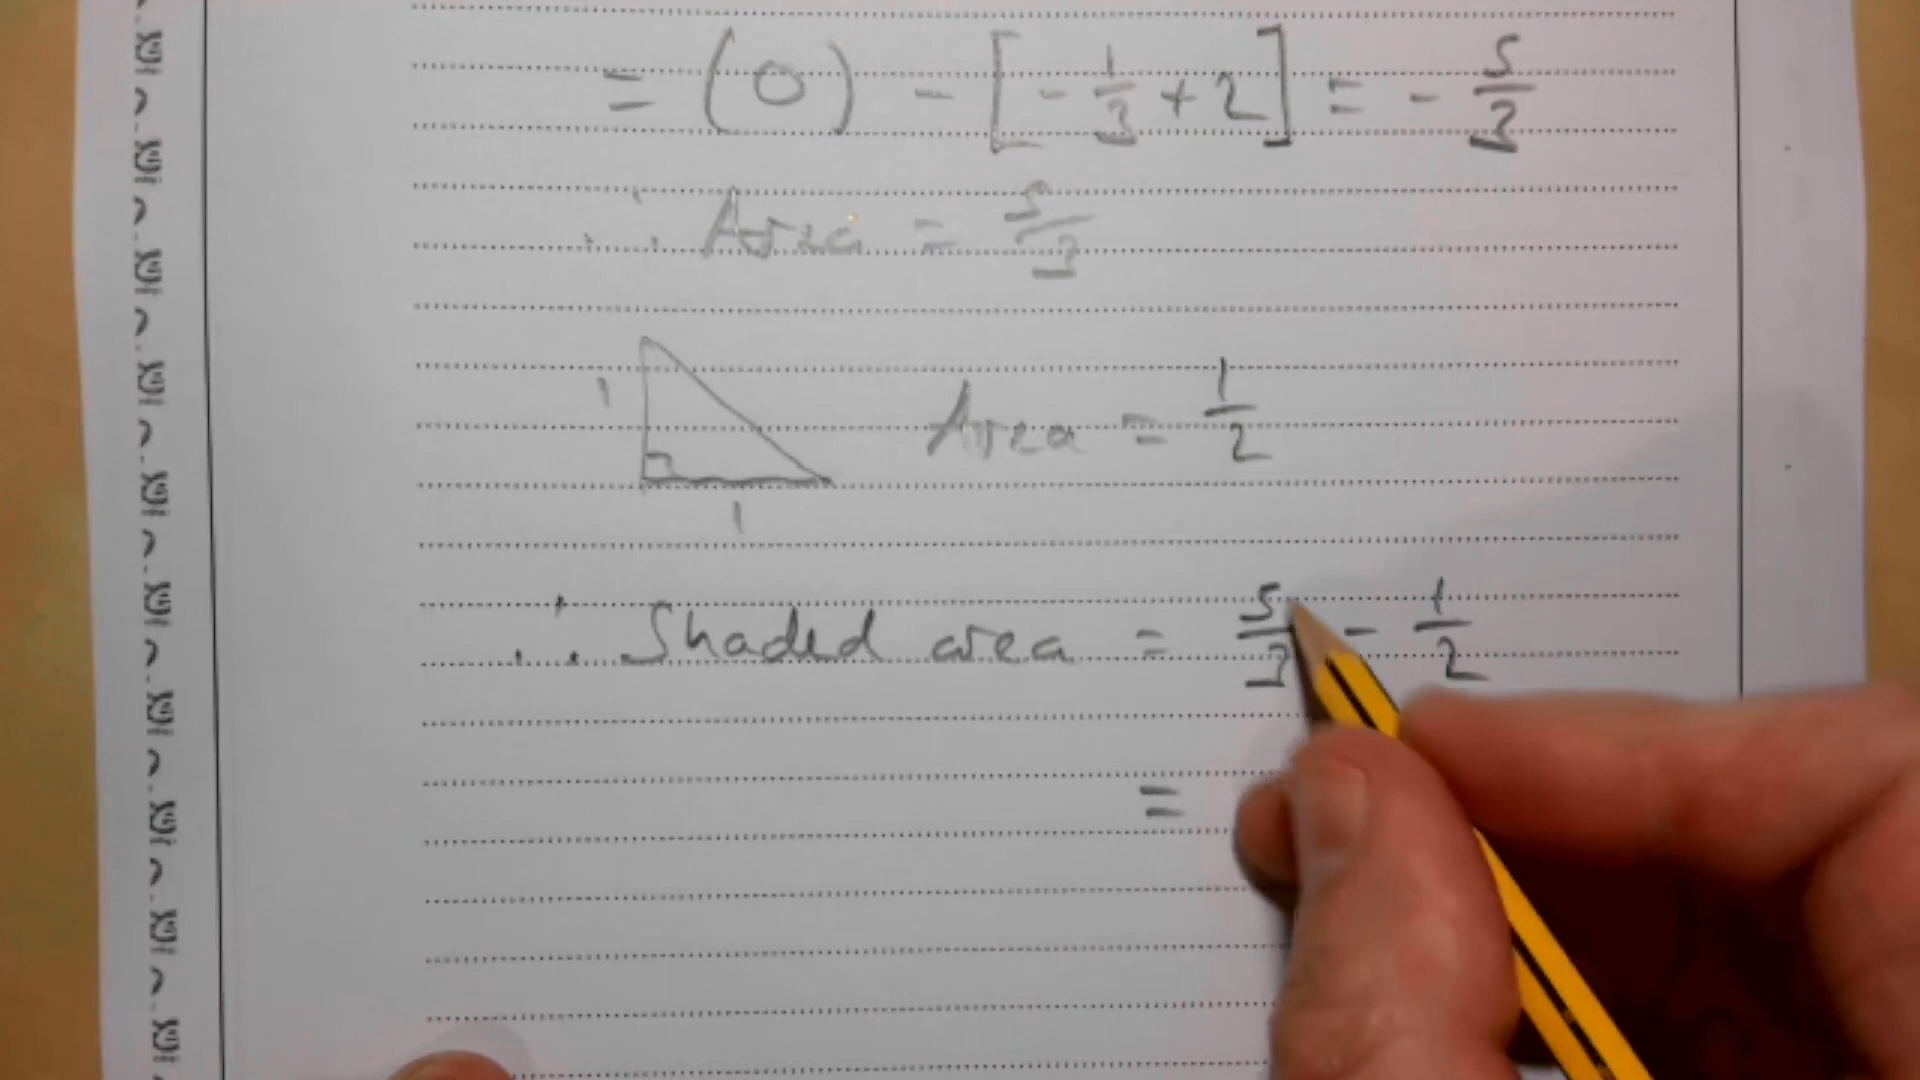 = (0) - [-1/3 + 2] = - 5/3
∴ Area = 5/3
1
Area = 1/2
1
∴ Shaded area = 5/3 - 1/2
=